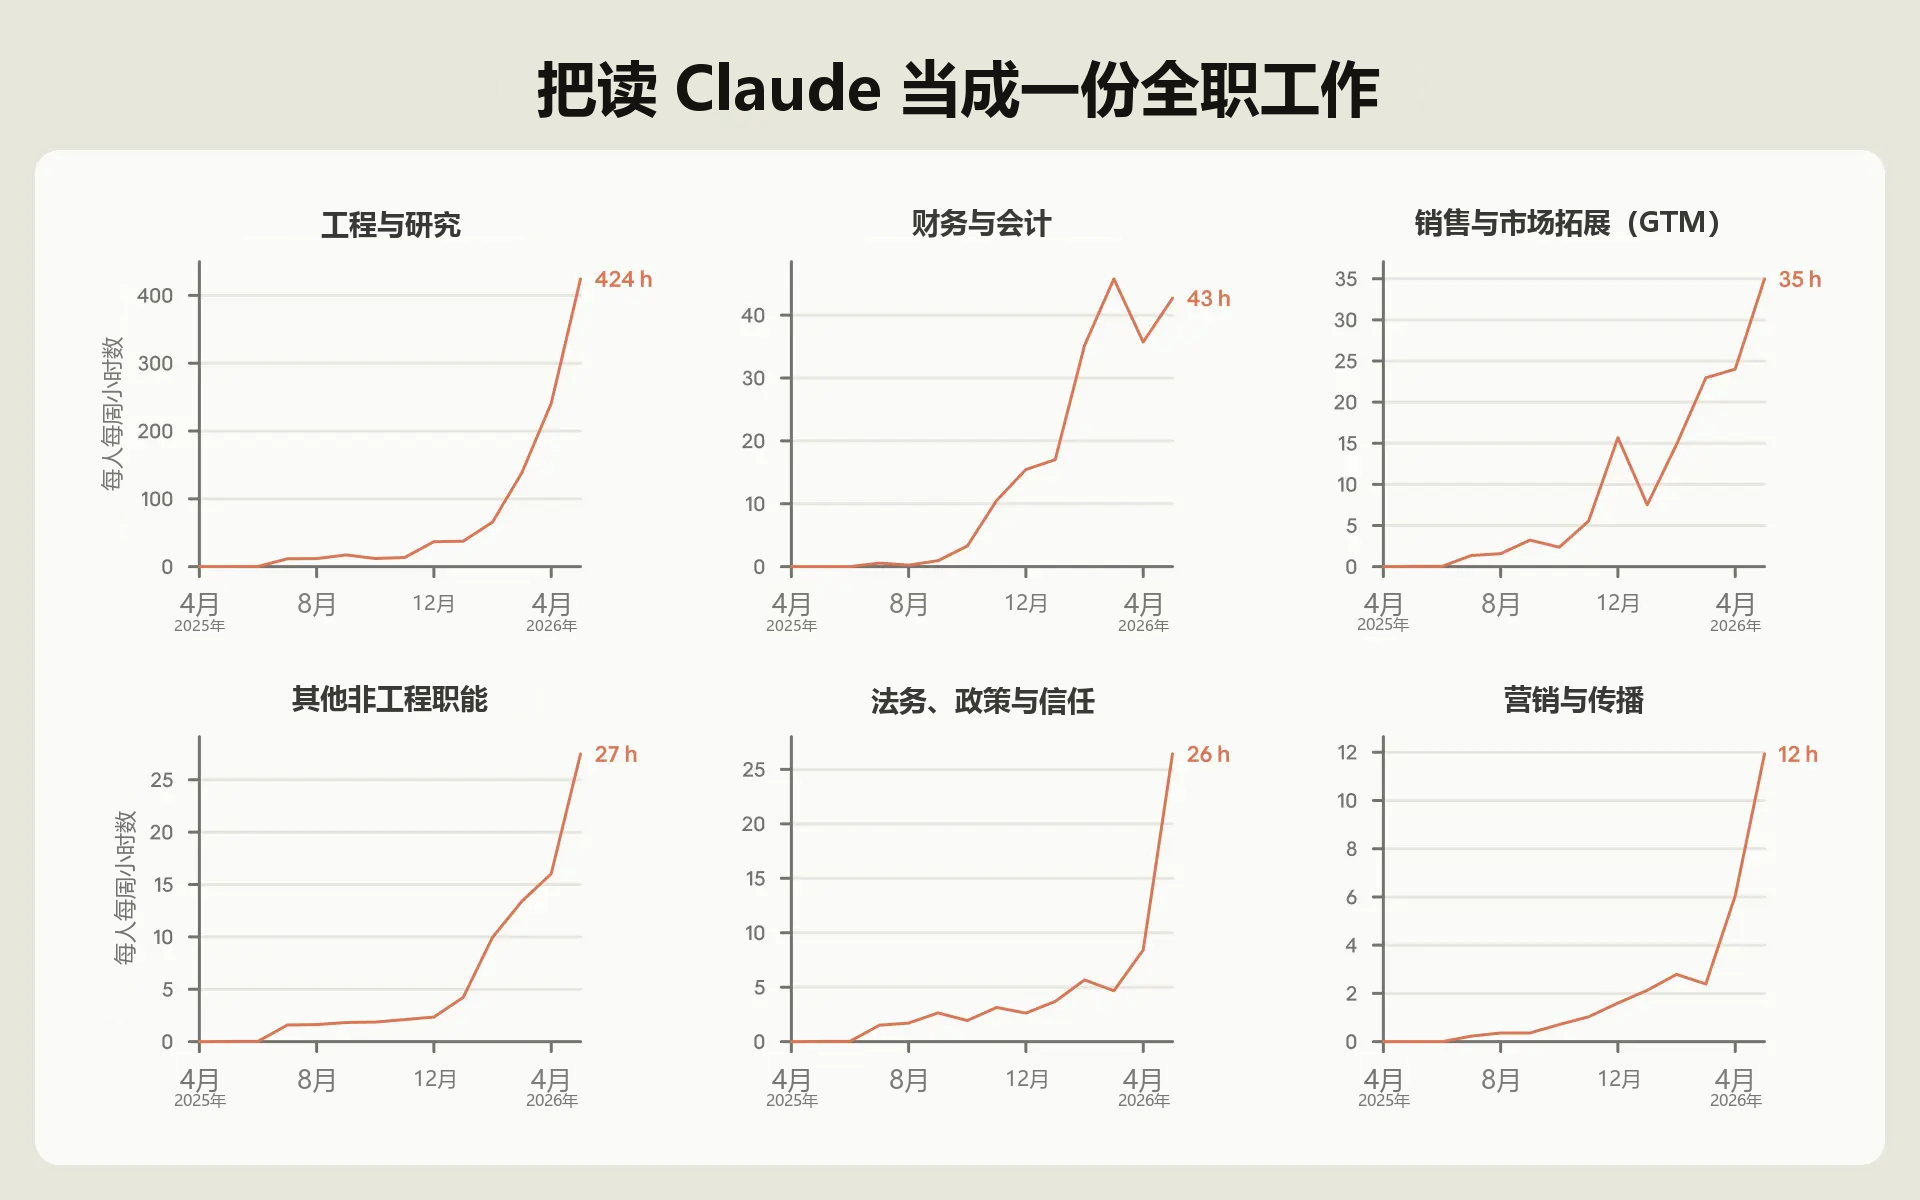 把读 Claude 当成一份全职工作
工程与研究
每人每周小时数
400
300
200
100
0
424 h
4月
2025年
8月
12月
4月
2026年
财务与会计
40
30
20
10
0
43 h
4月
2025年
8月
12月
4月
2026年
销售与市场拓展（GTM）
35
30
25
20
15
10
5
0
35 h
4月
2025年
8月
12月
4月
2026年
其他非工程职能
每人每周小时数
25
20
15
10
5
0
27 h
4月
2025年
8月
12月
4月
2026年
法务、政策与信任
25
20
15
10
5
0
26 h
4月
2025年
8月
12月
4月
2026年
营销与传播
12
10
8
6
4
2
0
12 h
4月
2025年
8月
12月
4月
2026年